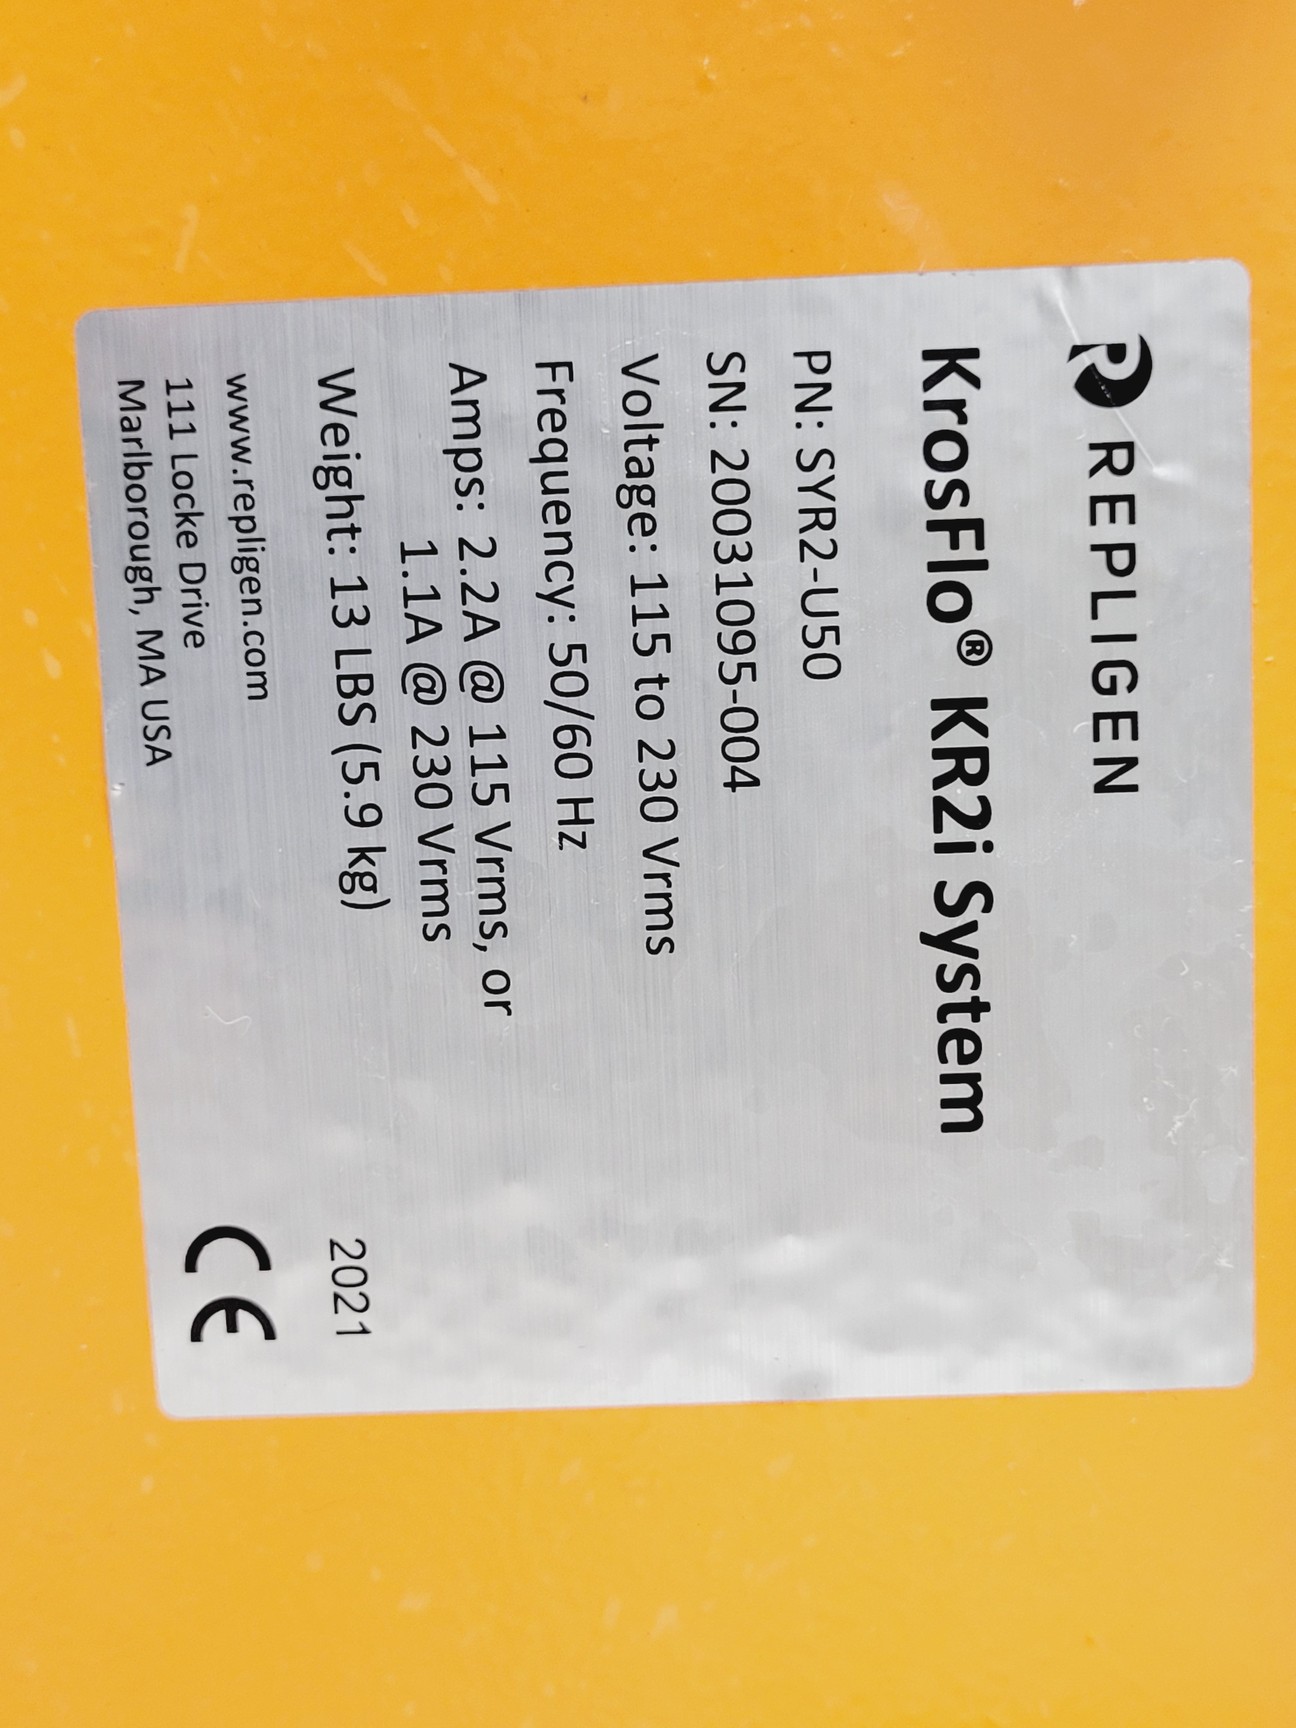 REPLIGEN
KrosFlo® KR2i System
PN: SYR2-U50
SN: 20031095-004
Voltage: 115 to 230 Vrms
Frequency: 50/60 Hz
Amps: 2.2A @ 115 Vrms, or
1.1A @ 230 Vrms
Weight: 13 LBS (5.9 kg)
2021
www.repligen.com
111 Locke Drive
Marlborough, MA USA
CE